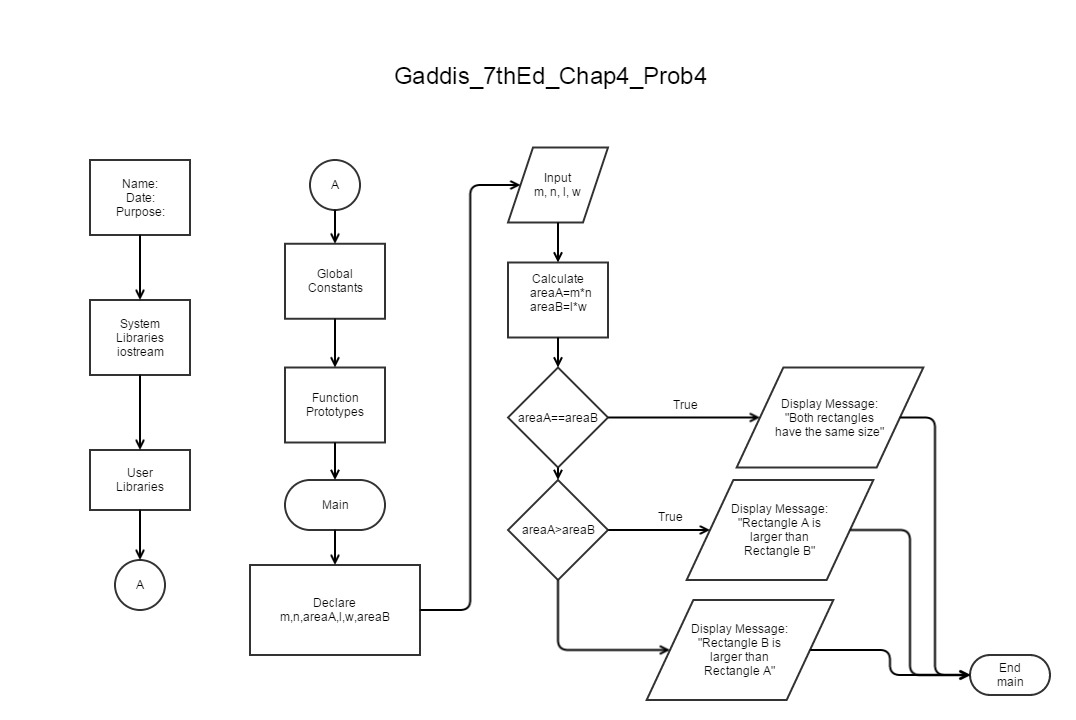 Gaddis_7thEd_Chap4_Prob4
Name:
Date:
Purpose:
System
Libraries
iostream
User
Libraries
A
A
Global
Constants
Function
Prototypes
Main
Declare
m,n,areaA,l,w,areaB
Input
m, n, l, w
Calculate
areaA=m*n
areaB=l*w
areaA==areaB
True
Display Message:
"Both rectangles
have the same size"
areaA>areaB
True
Display Message:
"Rectangle A is
larger than
Rectangle B"
Display Message:
"Rectangle B is
larger than
Rectangle A"
End
main